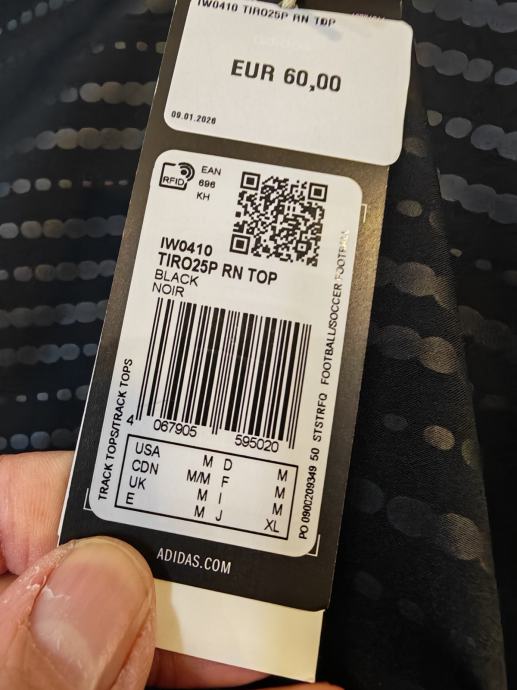 IW0410 TIRO25P RN TOP
EUR 60,00
09.01.2026
RFID
EAN
696
KH
IW0410
TIRO25P RN TOP
BLACK
NOIR
4 067905 595020
TRACK TOPS/TRACK TOPS
PO 0900209349 50 STSTRFQ FOOTBALL/SOCCER FOOTBALL
USA M D M
CDN M/M F M
UK M I M
E M J XL
ADIDAS.COM